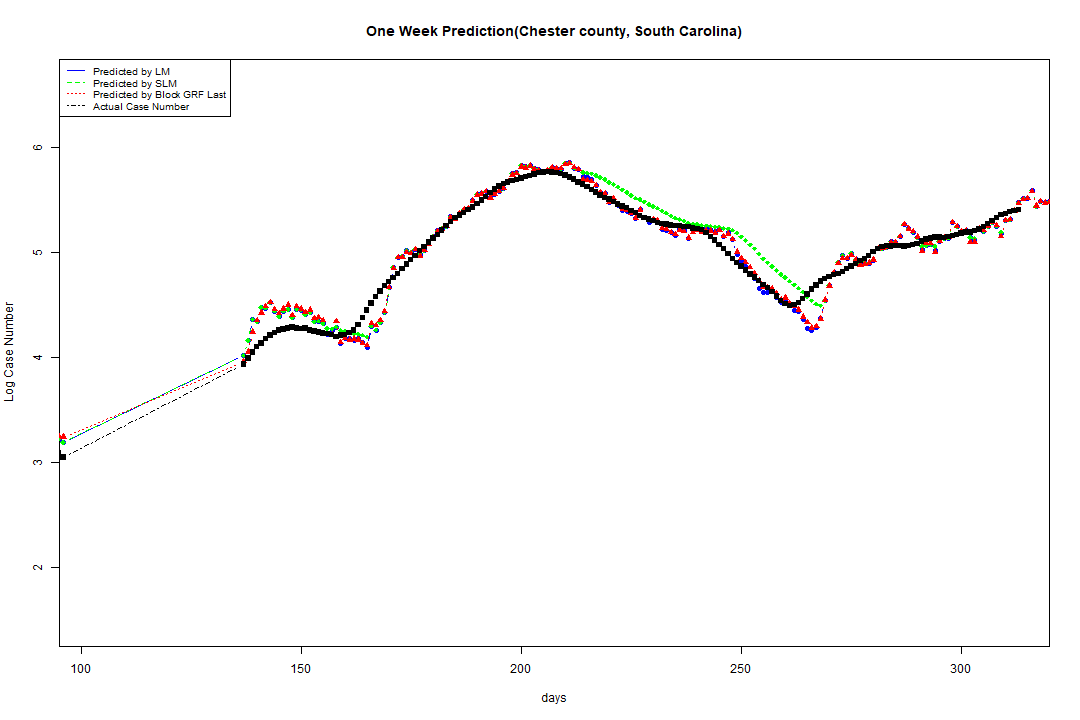 One Week Prediction(Chester county, South Carolina)
Predicted by LM
Predicted by SLM
Predicted by Block GRF Last
Actual Case Number
6
5
4
3
2
Log Case Number
100 150 200 250 300
days